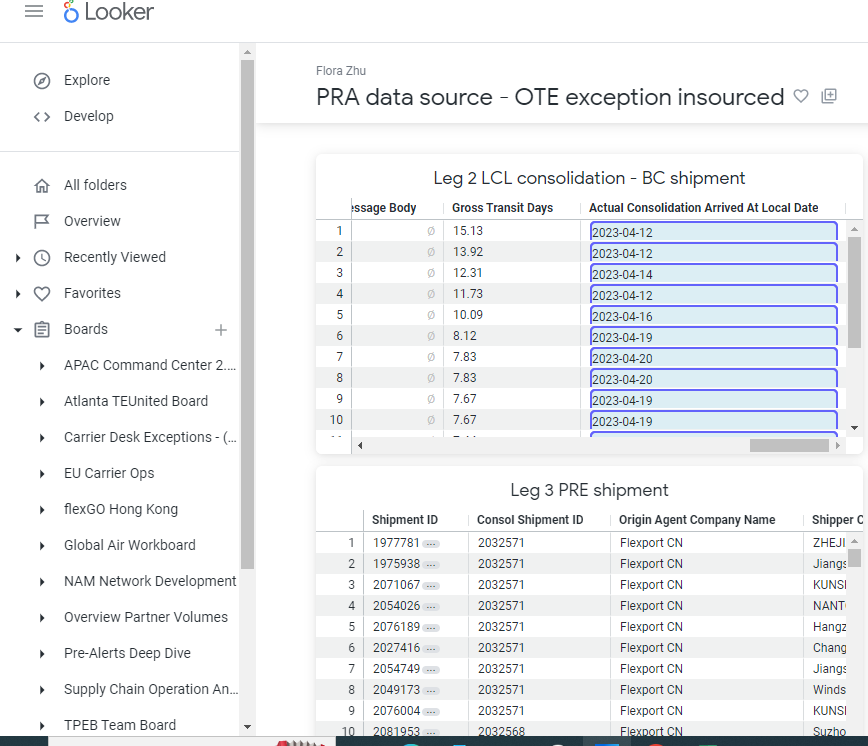 Looker
Explore
Develop
All folders
Overview
Recently Viewed
Favorites
Boards
APAC Command Center 2....
Atlanta TEUnited Board
Carrier Desk Exceptions - (...
EU Carrier Ops
flexGO Hong Kong
Global Air Workboard
NAM Network Development
Overview Partner Volumes
Pre-Alerts Deep Dive
Supply Chain Operation An...
TPEB Team Board
Flora Zhu
PRA data source - OTE exception insourced
Leg 2 LCL consolidation - BC shipment
ssage Body Gross Transit Days Actual Consolidation Arrived At Local Date
1 Ø 15.13 2023-04-12
2 Ø 13.92 2023-04-12
3 Ø 12.31 2023-04-14
4 Ø 11.73 2023-04-12
5 Ø 10.09 2023-04-16
6 Ø 8.12 2023-04-19
7 Ø 7.83 2023-04-20
8 Ø 7.83 2023-04-20
9 Ø 7.67 2023-04-19
10 Ø 7.67 2023-04-19
Leg 3 PRE shipment
Shipment ID Consol Shipment ID Origin Agent Company Name Shipper C
1 1977781 ... 2032571 Flexport CN ZHEJI
2 1975938 ... 2032571 Flexport CN Jiangs
3 2071067 ... 2032571 Flexport CN KUNS
4 2054026 ... 2032571 Flexport CN NANT
5 2076189 ... 2032571 Flexport CN Hangz
6 2027416 ... 2032571 Flexport CN Chang
7 2054749 ... 2032571 Flexport CN Jiangs
8 2049173 ... 2032571 Flexport CN Winds
9 2076004 ... 2032571 Flexport CN KUNS
10 2081953 ... 2032568 Flexport CN Suzho